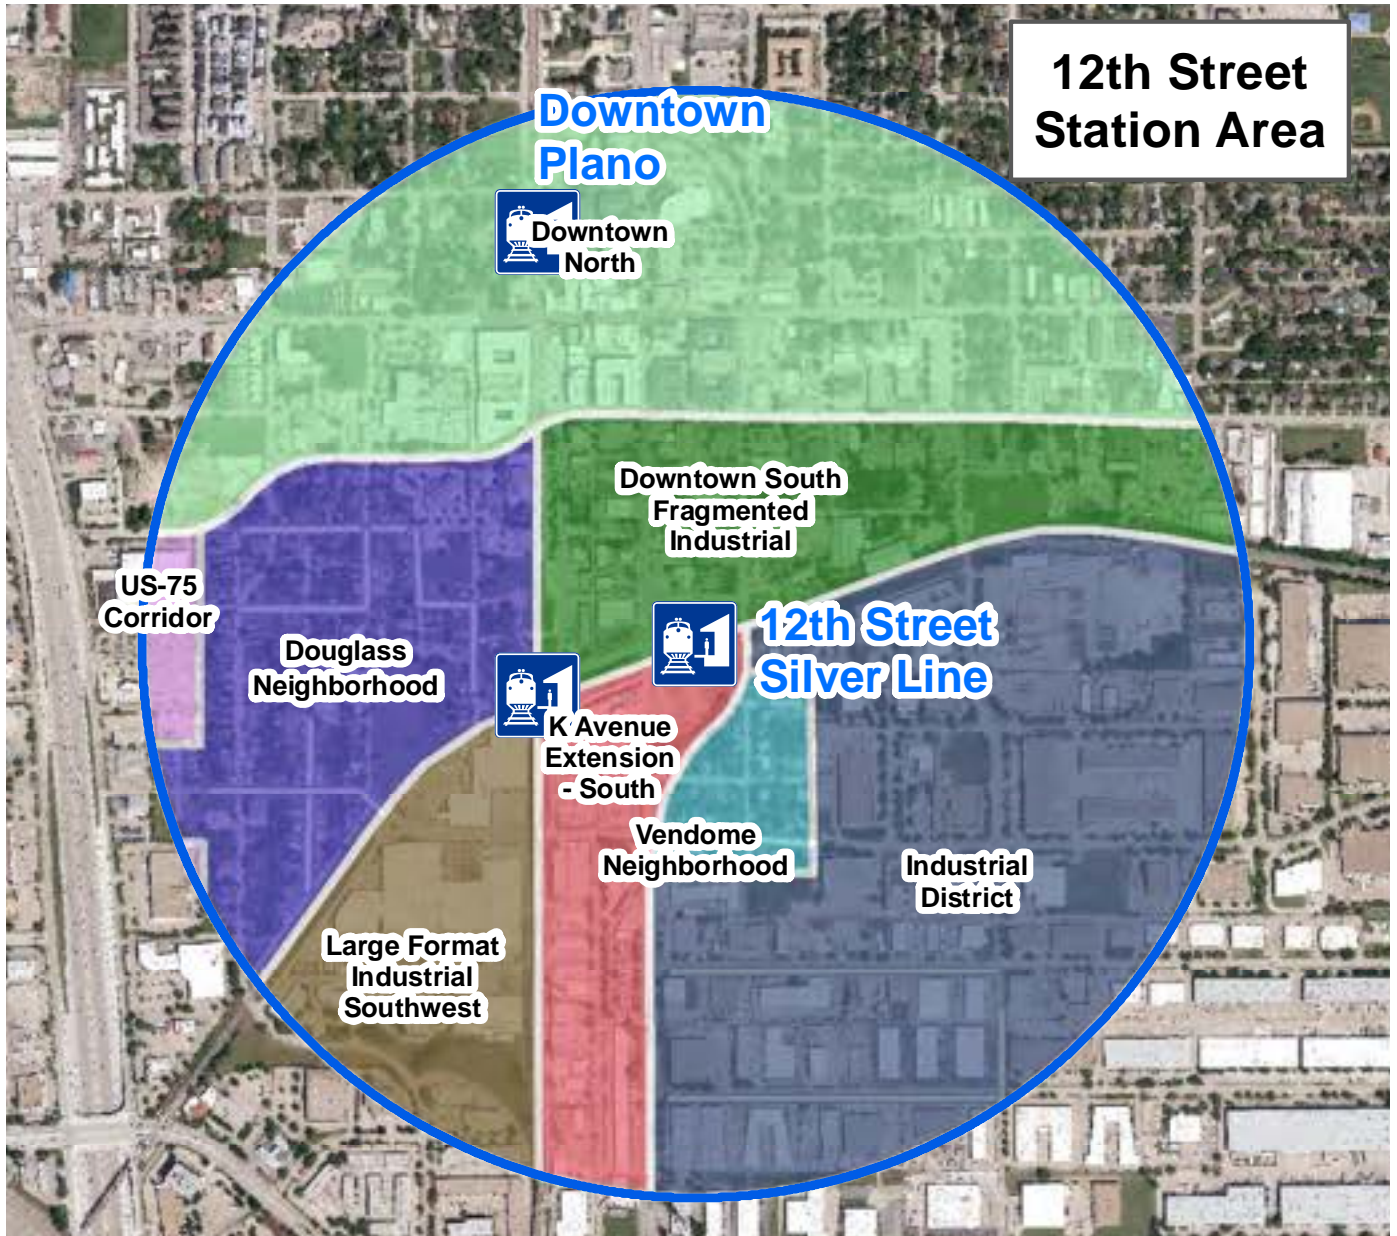 12th Street
Station Area
Downtown
Plano
Downtown
North
Downtown South
Fragmented
Industrial
US-75
Corridor
Douglass
Neighborhood
12th Street
Silver Line
K Avenue
Extension
- South
Vendome
Neighborhood
Industrial
District
Large Format
Industrial
Southwest